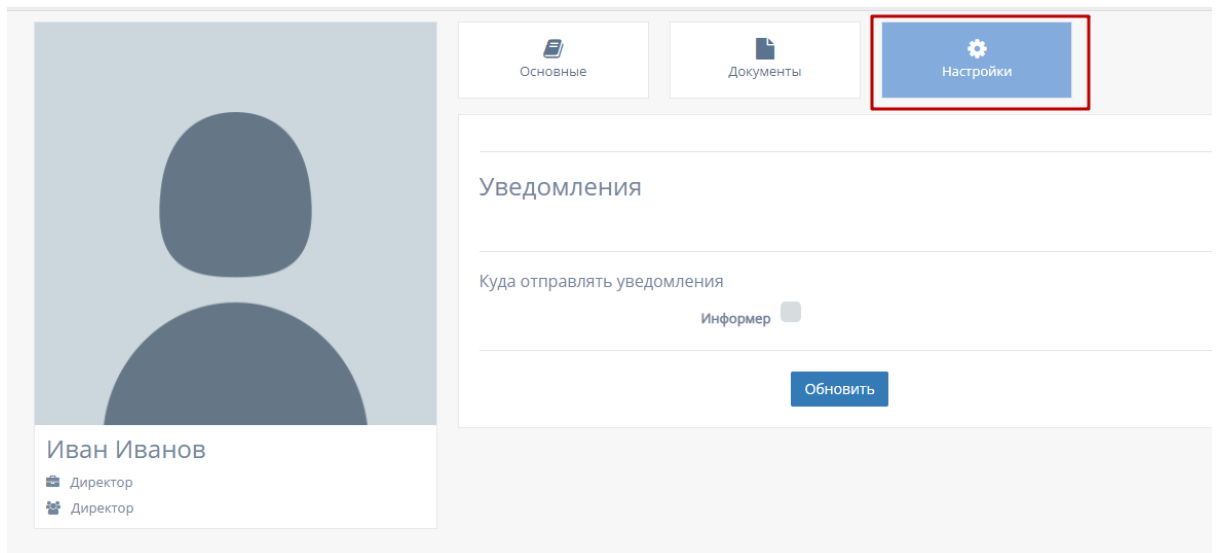 Основные
Документы
Настройки
Уведомления
Куда отправлять уведомления
Информер
Обновить
Иван Иванов
Директор
Директор